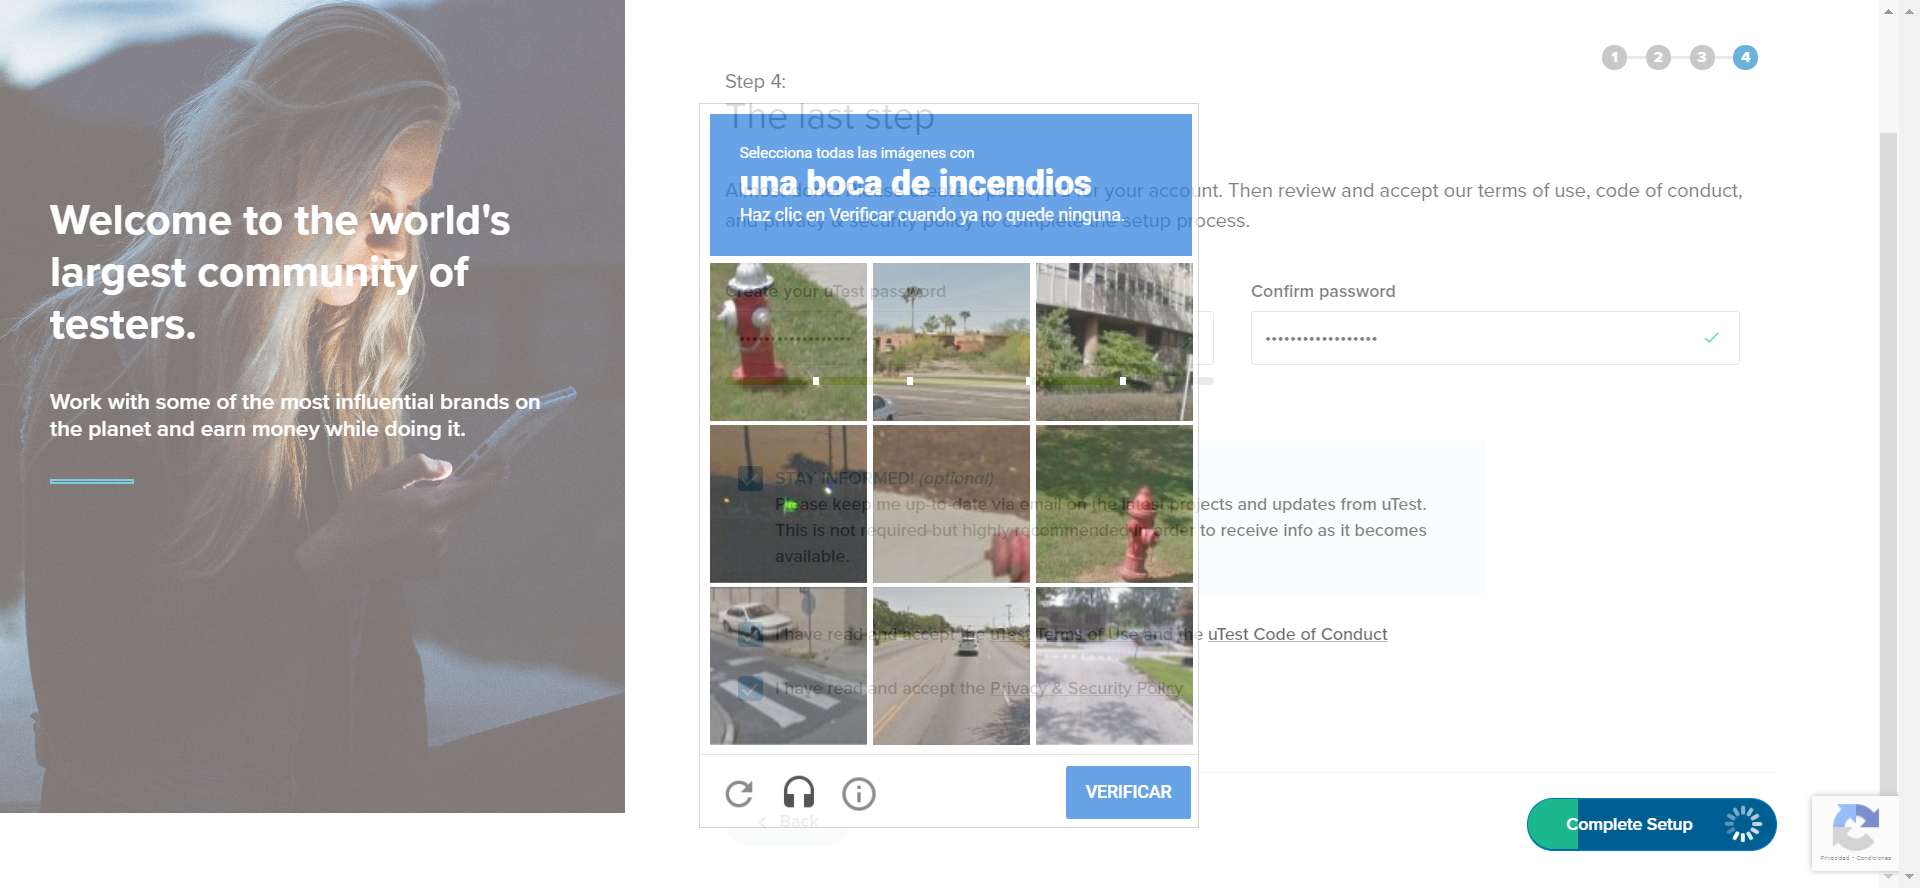 Welcome to the world's
largest community of
testers.
Work with some of the most influential brands on
the planet and earn money while doing it.
1 2 3 4
Step 4:
The last step
Selecciona todas las imágenes con
una boca de incendios
Haz clic en Verificar cuando ya no quede ninguna.
Almost done! Please create a password for your account. Then review and accept our terms of use, code of conduct,
and privacy & security policy to complete the setup process.
Create your uTest password
Confirm password
STAY INFORMED! (optional)
Please keep me up-to-date via email on the latest projects and updates from uTest.
This is not required but highly recommended in order to receive info as it becomes
available.
I have read and accept the uTest Terms of Use and the uTest Code of Conduct
I have read and accept the Privacy & Security Policy
VERIFICAR
Back
Complete Setup
Privacidad - Condiciones